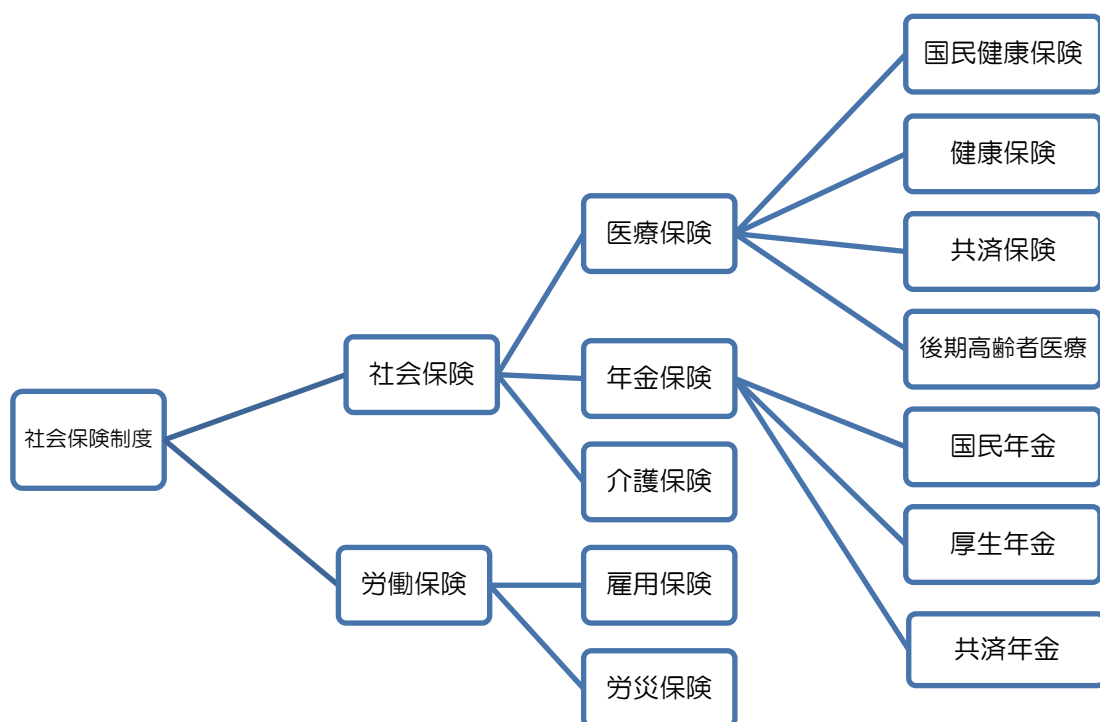 社会保険制度
社会保険
労働保険
医療保険
年金保険
介護保険
雇用保険
労災保険
国民健康保険
健康保険
共済保険
後期高齢者医療
国民年金
厚生年金
共済年金